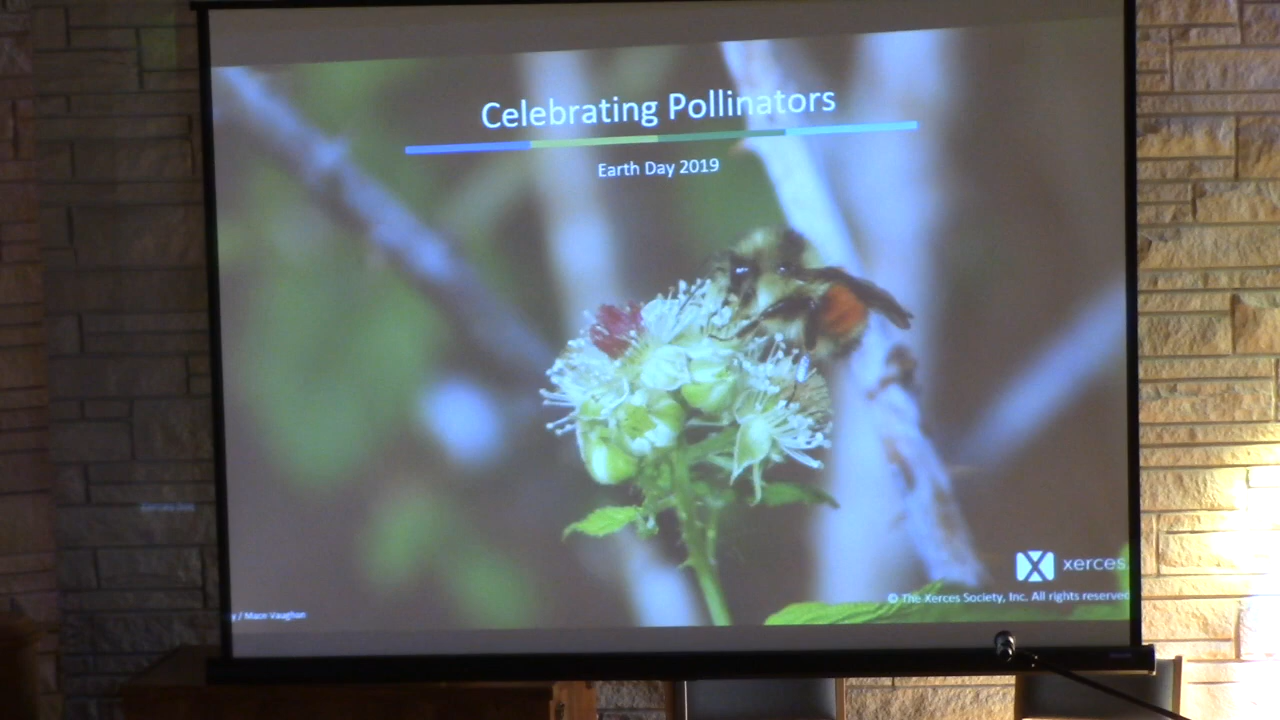 Celebrating Pollinators
Earth Day 2019
xerces
© The Xerces Society, Inc. All rights reserved
y / Mace Vaughan